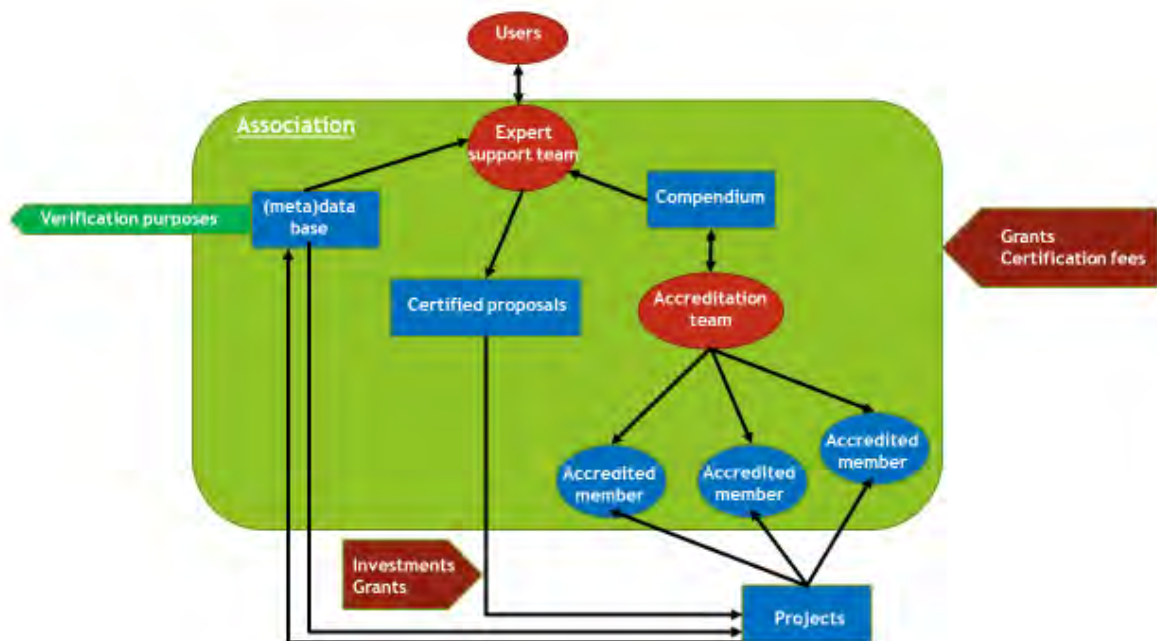 Users
Association
Expert
support team
(meta)data
base
Compendium
Verification purposes
Grants
Certification fees
Certified proposals
Accreditation
team
Accredited
member
Accredited
member
Accredited
member
Investments
Grants
Projects